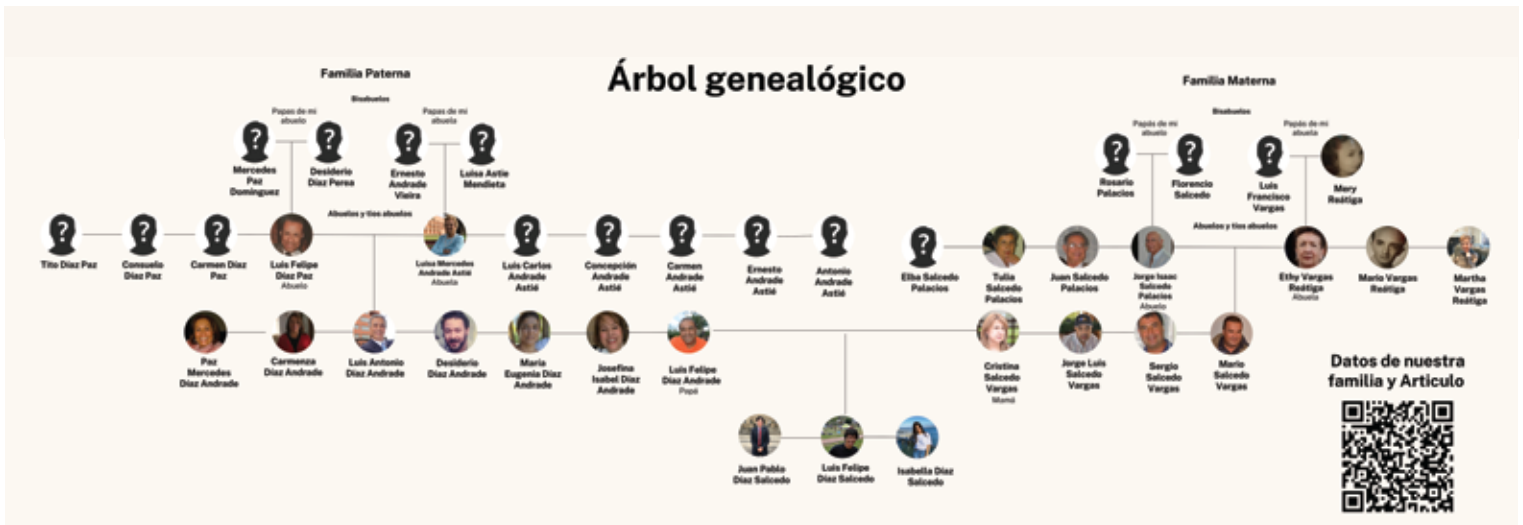 Árbol genealógico
Familia Paterna
Bisabuelos
Papas de mi
abuelo
Papas de mi
abuela
Mercedes
Paz
Dominguez
Desiderio
Díaz Perea
Ernesto
Andrade
Vieira
Luisa Astie
Mendieta
Abuelos y tios abuelos
Tito Díaz Paz
Consuelo
Díaz Paz
Carmen Díaz
Paz
Luis Felipe
Díaz Paz
Abuelo
Luisa Mercedes
Andrade Astié
Abuela
Luis Carlos
Andrade
Astié
Concepción
Andrade
Astié
Carmen
Andrade
Astié
Ernesto
Andrade
Astié
Antonio
Andrade
Astié
Paz
Mercedes
Díaz Andrade
Carmenza
Díaz Andrade
Luis Antonio
Díaz Andrade
Desiderio
Díaz Andrade
Maria
Eugenia Díaz
Andrade
Josefina
Isabel Díaz
Andrade
Luis Felipe
Díaz Andrade
Papá
Familia Materna
Bisabuelos
Papás de mi
abuelo
Papás de mi
abuela
Rosario
Palacios
Florencio
Salcedo
Luis
Francisco
Vargas
Mery
Reátiga
Abuelos y tios abuelos
Elba Salcedo
Palacios
Tulia
Salcedo
Palacios
Juan Salcedo
Palacios
Jorge Isaac
Salcedo
Palacios
Abuelo
Ethy Vargas
Reátiga
Abuela
Mario Vargas
Reátiga
Martha
Vargas
Reátiga
Cristina
Salcedo
Vargas
Mamá
Jorge Luis
Salcedo
Vargas
Sergio
Salcedo
Vargas
Mario
Salcedo
Vargas
Juan Pablo
Díaz Salcedo
Luis Felipe
Díaz Salcedo
Isabella Díaz
Salcedo
Datos de nuestra
familia y Articulo